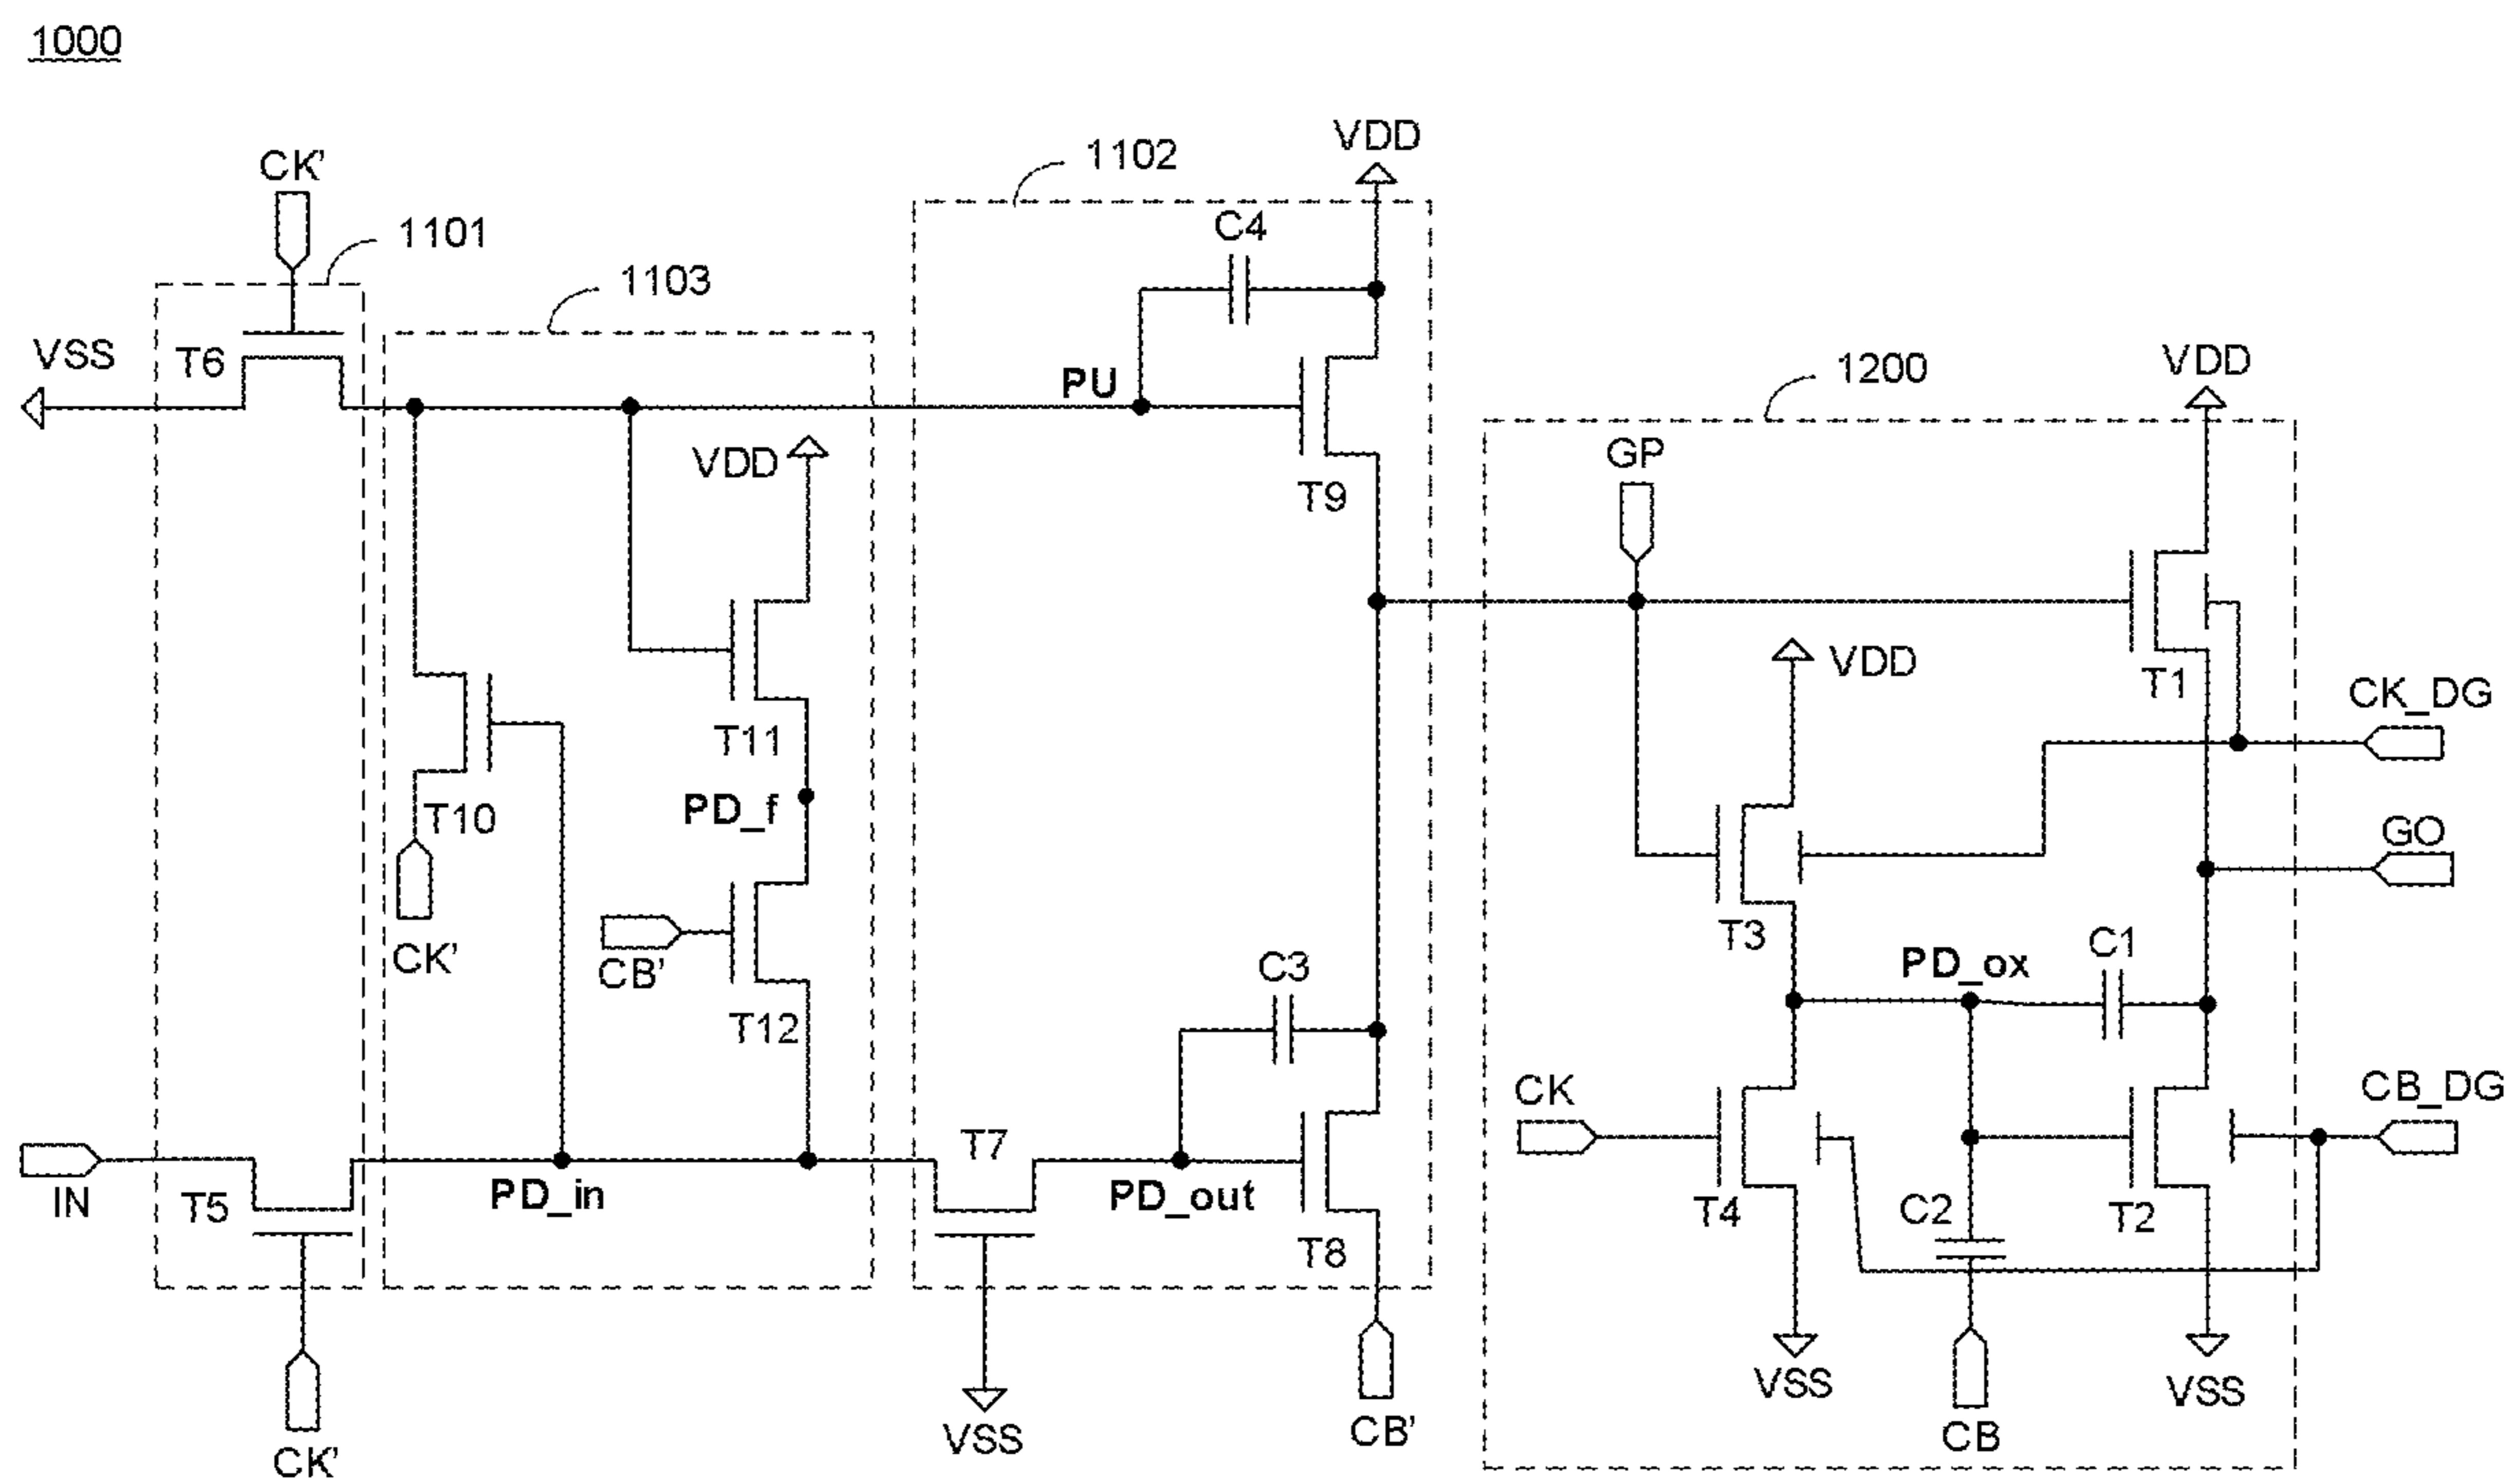 1000
VDD
1102
CK'
C4
1101
1103
VSS
T6
VDD
1200
PU
GP
VDD
T9
VDD
T1
CK_DG
T11
PD_f
T10
GO
T3
C1
CK'
CB'
C3
PD_ox
T12
CK
CB_DG
T7
IN
T5
PD_in
PD_out
T4
C2
T2
T8
VSS
VSS
CB'
VSS
CB
CK'